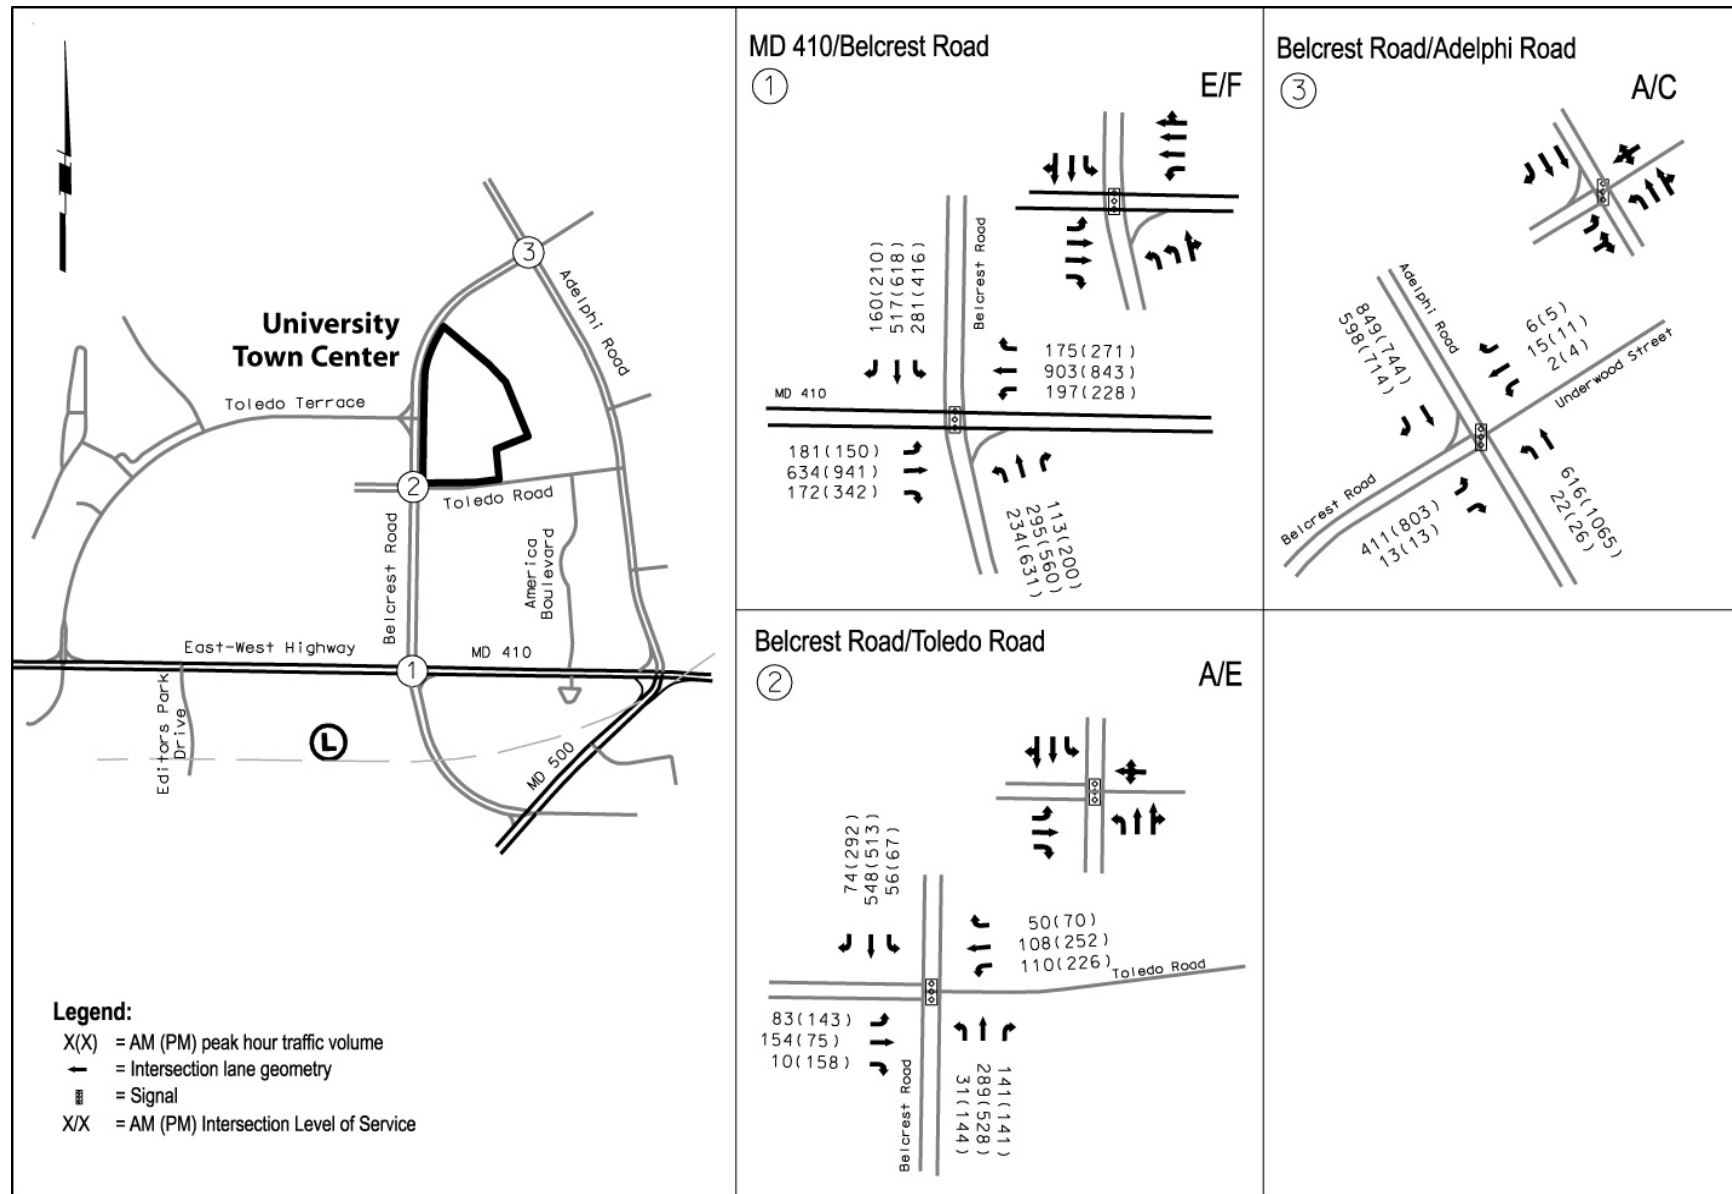 University
Town Center
3
Adelphi Road
Toledo Terrace
2
Toledo Road
Belcrest Road
America
Boulevard
East-West Highway
MD 410
1
Editors Park
Drive
L
MD 500
Legend:
X(X) = AM (PM) peak hour traffic volume
= Intersection lane geometry
= Signal
X/X = AM (PM) Intersection Level of Service
MD 410/Belcrest Road
1
E/F
160(210)
517(618)
281(416)
Belcrest Road
175(271)
903(843)
197(228)
MD 410
181(150)
634(941)
172(342)
113(200)
295(560)
234(631)
Belcrest Road/Adelphi Road
3
A/C
Adelphi Road
849(744)
598(714)
6(5)
15(11)
2(4)
Underwood Street
Belcrest Road
411(803)
13(13)
616(1065)
22(26)
Belcrest Road/Toledo Road
2
A/E
74(292)
548(513)
56(67)
50(70)
108(252)
110(226)
Toledo Road
83(143)
154(75)
10(158)
Belcrest Road
141(141)
289(528)
31(144)